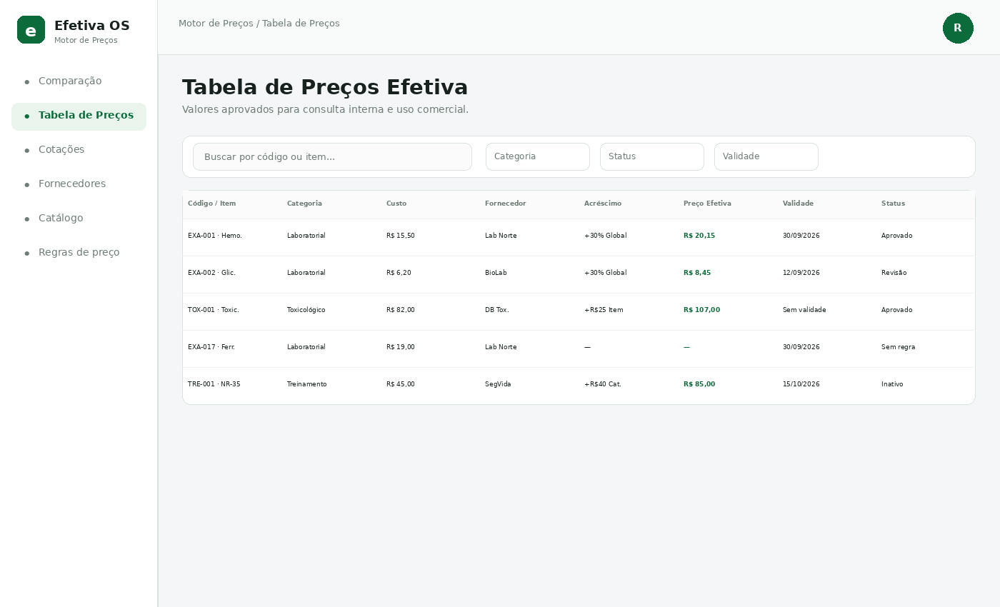 e
Efetiva OS
Motor de Preços
Motor de Preços / Tabela de Preços
R
• Comparação
• Tabela de Preços
• Cotações
• Fornecedores
• Catálogo
• Regras de preço
Tabela de Preços Efetiva
Valores aprovados para consulta interna e uso comercial.
Buscar por código ou item... Categoria Status Validade
Código / Item Categoria Custo Fornecedor Acréscimo Preço Efetiva Validade Status
EXA-001 · Hemo. Laboratorial R$ 15,50 Lab Norte +30% Global R$ 20,15 30/09/2026 Aprovado
EXA-002 · Glic. Laboratorial R$ 6,20 BioLab +30% Global R$ 8,45 12/09/2026 Revisão
TOX-001 · Toxic. Toxicológico R$ 82,00 DB Tox. +R$25 Item R$ 107,00 Sem validade Aprovado
EXA-017 · Ferr. Laboratorial R$ 19,00 Lab Norte — — 30/09/2026 Sem regra
TRE-001 · NR-35 Treinamento R$ 45,00 SegVida +R$40 Cat. R$ 85,00 15/10/2026 Inativo